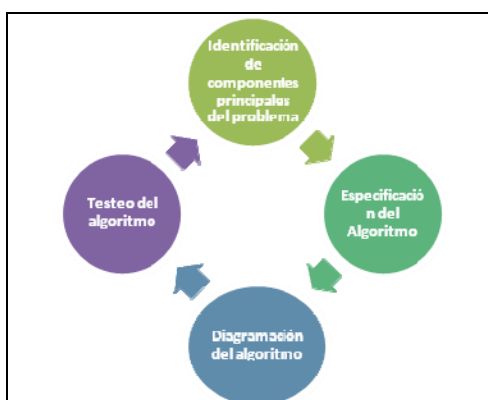 Identificación
de
componentes
principales
del problema
Especificació
n del
Algoritmo
Diagramación
del algoritmo
Testeo del
algoritmo